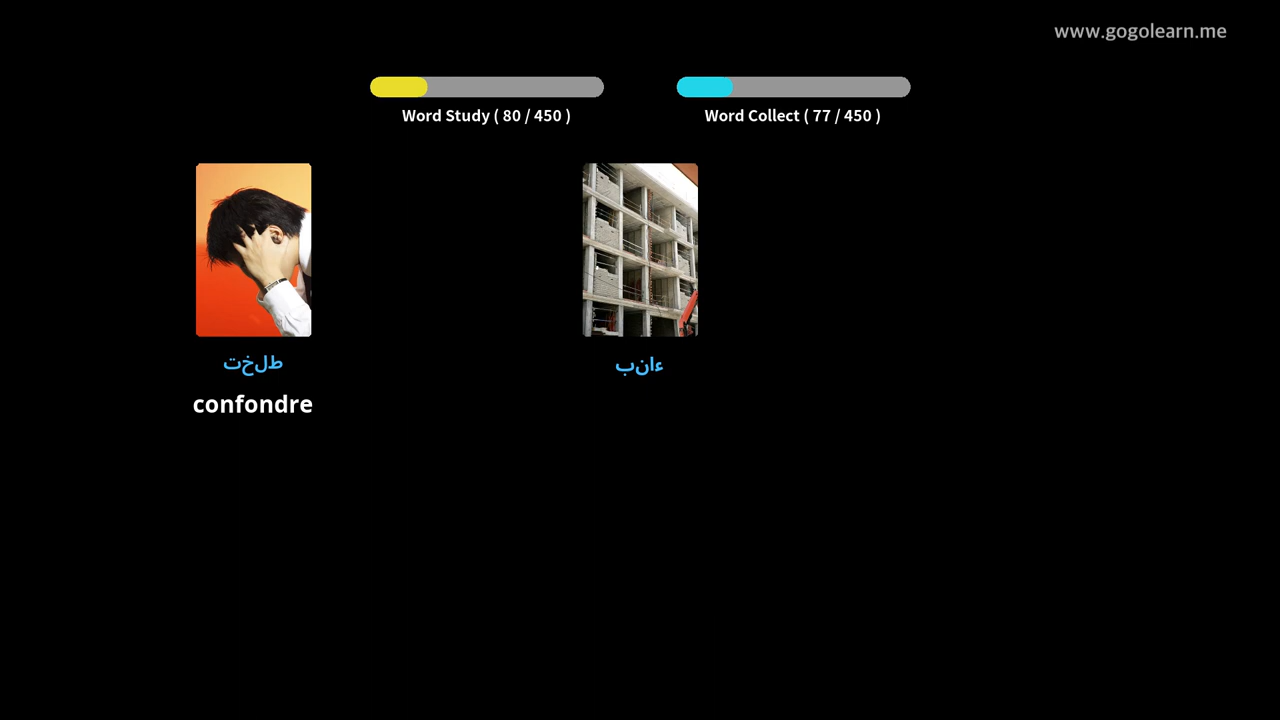 www.gogolearn.me
Word Study ( 80 / 450 )
Word Collect ( 77 / 450 )
طلخت
confondre
ءانب